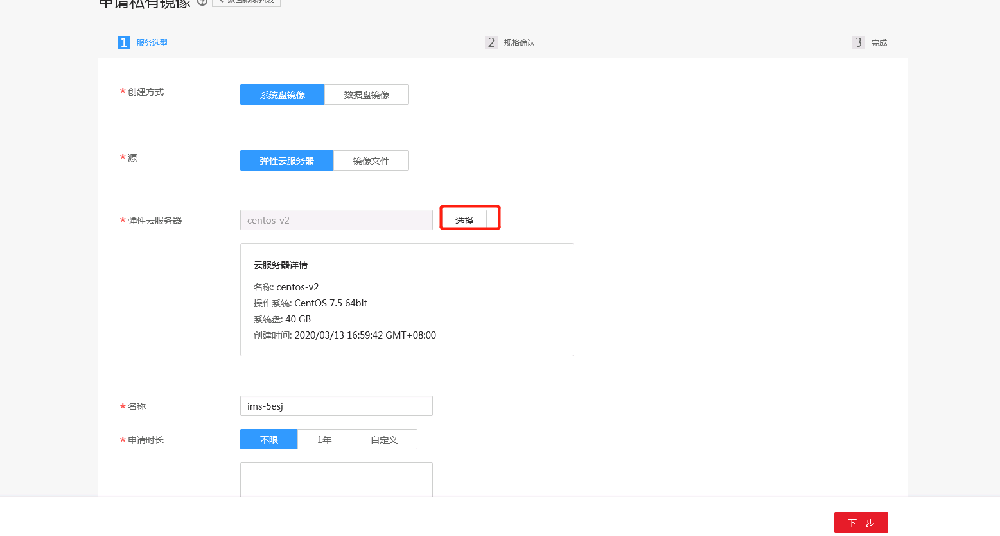 申请私有镜像 ? 返回镜像列表
1 服务选型 2 规格确认 3 完成
*创建方式 系统盘镜像 数据盘镜像
*源 弹性云服务器 镜像文件
*弹性云服务器 centos-v2 选择
云服务器详情
名称: centos-v2
操作系统: CentOS 7.5 64bit
系统盘: 40 GB
创建时间: 2020/03/13 16:59:42 GMT+08:00
*名称 ims-5esj
*申请时长 不限 1年 自定义
下一步